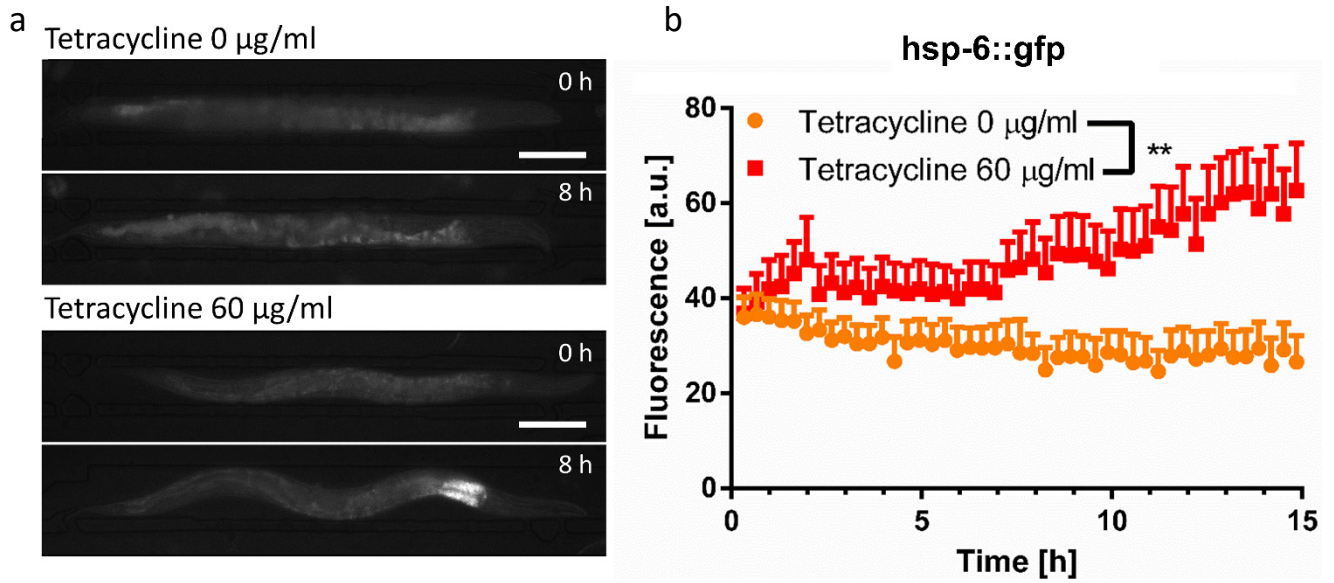 a
Tetracycline 0 µg/ml
0 h
8 h
Tetracycline 60 µg/ml
0 h
8 h
b
hsp-6::gfp
Tetracycline 0 µg/ml
Tetracycline 60 µg/ml
**
Fluorescence [a.u.]
80
60
40
20
0
0 5 10 15
Time [h]